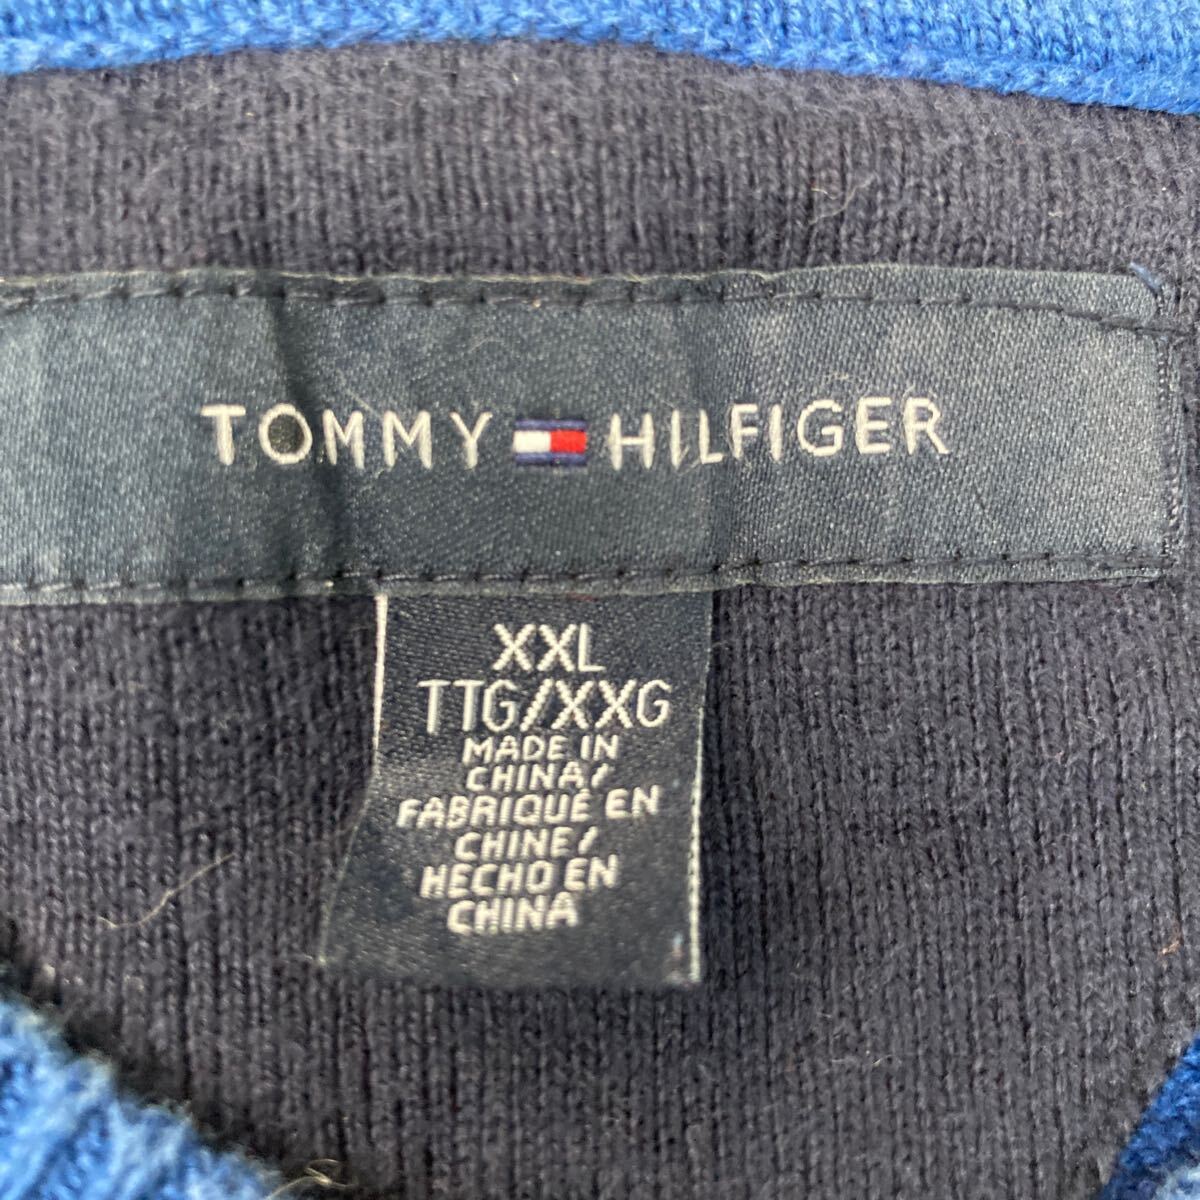 TOMMY HILFIGER
XXL
TTG/XXG
MADE IN
CHINA/
FABRIQUÉ EN
CHINE/
HECHO EN
CHINA